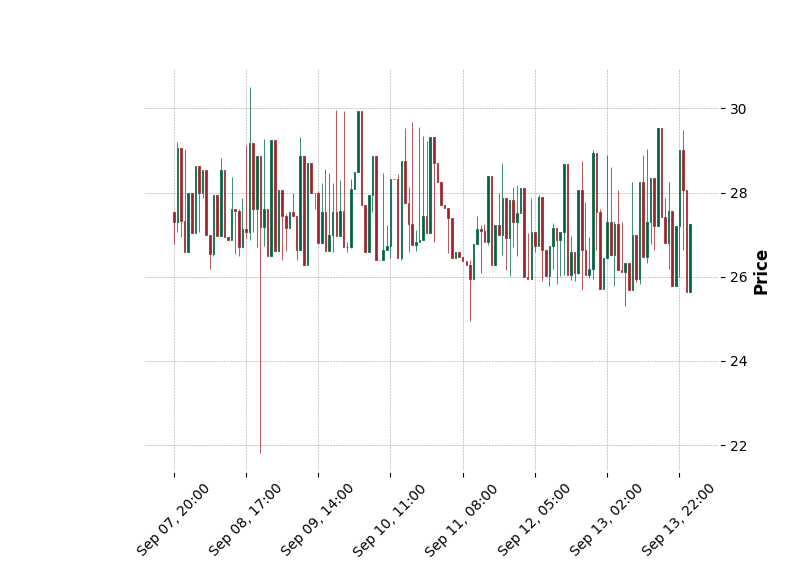 30
28
26
24
22
Price
Sep 07, 20:00
Sep 08, 17:00
Sep 09, 14:00
Sep 10, 11:00
Sep 11, 08:00
Sep 12, 05:00
Sep 13, 02:00
Sep 13, 22:00